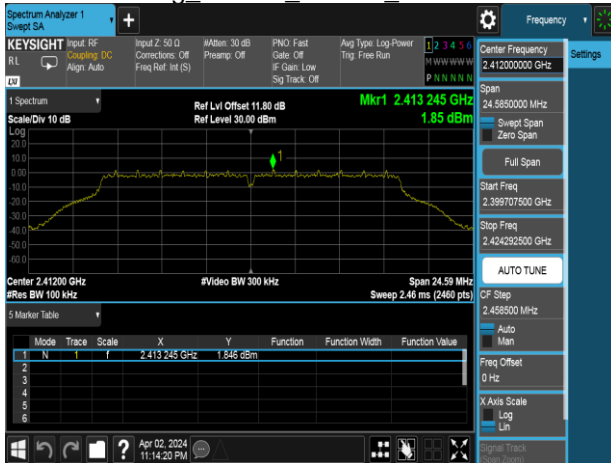 Spectrum Analyzer 1
Swept SA
+
Frequency
KEYSIGHT
RL
LXI
Input: RF
Coupling: DC
Align: Auto
Input Z: 50 Ω
Corrections: Off
Freq Ref: Int (S)
#Atten: 30 dB
Preamp: Off
PNO: Fast
Gate: Off
IF Gain: Low
Sig Track: Off
Avg Type: Log-Power
Trig: Free Run
1 2 3 4 5 6
M W W W W W
P N N N N N
1 Spectrum
Scale/Div 10 dB
Ref Lvl Offset 11.80 dB
Ref Level 30.00 dBm
Mkr1 2.413 245 GHz
1.85 dBm
Log
20.0
10.0
0.00
-10.0
-20.0
-30.0
-40.0
-50.0
-60.0
1
Center 2.41200 GHz
#Res BW 100 kHz
#Video BW 300 kHz
Span 24.59 MHz
Sweep 2.46 ms (2460 pts)
5 Marker Table
Mode Trace Scale X Y Function Function Width Function Value
1 N 1 f 2.413 245 GHz 1.846 dBm
2
3
4
5
6
Apr 02, 2024
11:14:20 PM
?
Center Frequency
2.412000000 GHz
Span
24.5850000 MHz
Swept Span
Zero Span
Full Span
Start Freq
2.399707500 GHz
Stop Freq
2.424292500 GHz
AUTO TUNE
CF Step
2.458500 MHz
Auto
Man
Freq Offset
0 Hz
X Axis Scale
Log
Lin
Signal Track
(Span Zoom)
Settings